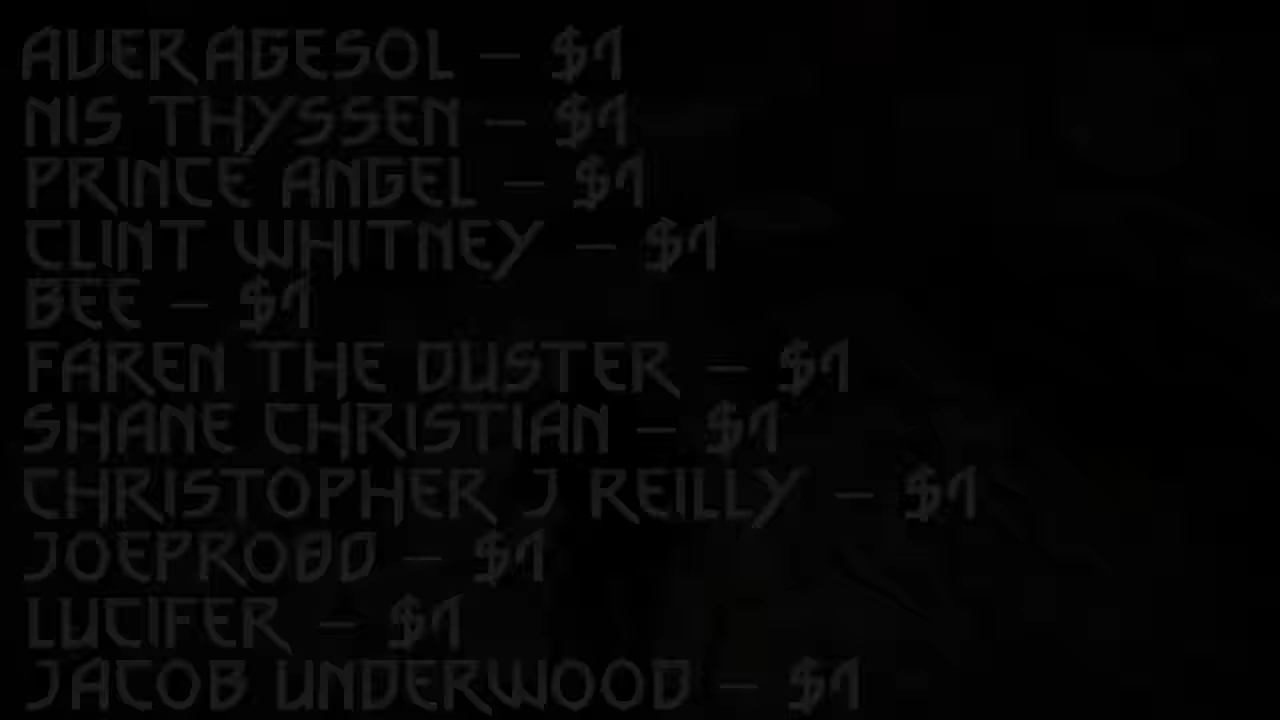 AVERAGESOL – $1
NIS THYSSEN – $1
PRINCE ANGEL – $1
CLINT WHITNEY – $1
BEE – $1
FAREN THE DUSTER – $1
SHANE CHRISTIAN – $1
CHRISTOPHER J REILLY – $1
JOEPRO8D – $1
LUCIFER – $1
JACOB UNDERWOOD – $1